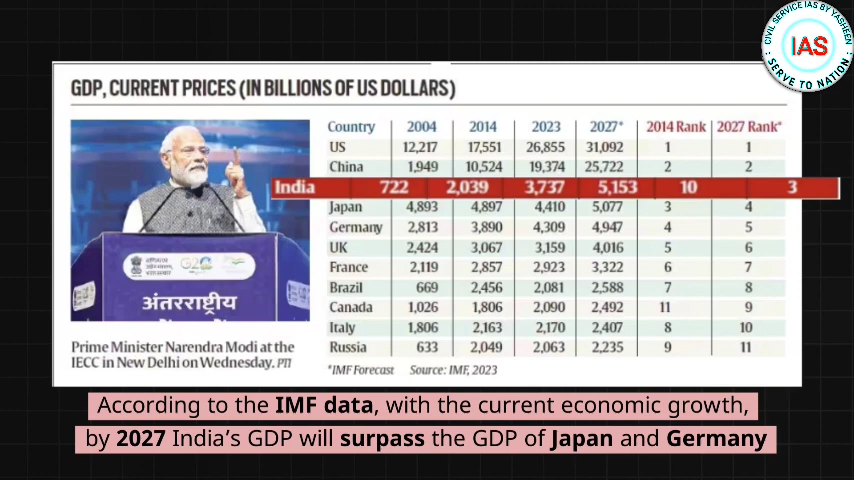 CIVIL SERVICE IAS BY YASHEEN
IAS
SERVE TO NATION
GDP, CURRENT PRICES (IN BILLIONS OF US DOLLARS)
Country 2004 2014 2023 2027* 2014 Rank 2027 Rank*
US 12,217 17,551 26,855 31,092 1 1
China 1,949 10,524 19,374 25,722 2 2
India 722 2,039 3,737 5,153 10 3
Japan 4,893 4,897 4,410 5,077 3 4
Germany 2,813 3,890 4,309 4,947 4 5
UK 2,424 3,067 3,159 4,016 5 6
France 2,119 2,857 2,923 3,322 6 7
Brazil 669 2,456 2,081 2,588 7 8
Canada 1,026 1,806 2,090 2,492 11 9
Italy 1,806 2,163 2,170 2,407 8 10
Russia 633 2,049 2,063 2,235 9 11
*IMF Forecast Source: IMF, 2023
अंतरराष्ट्रीय
Prime Minister Narendra Modi at the
IECC in New Delhi on Wednesday. PTI
According to the IMF data, with the current economic growth,
by 2027 India's GDP will surpass the GDP of Japan and Germany